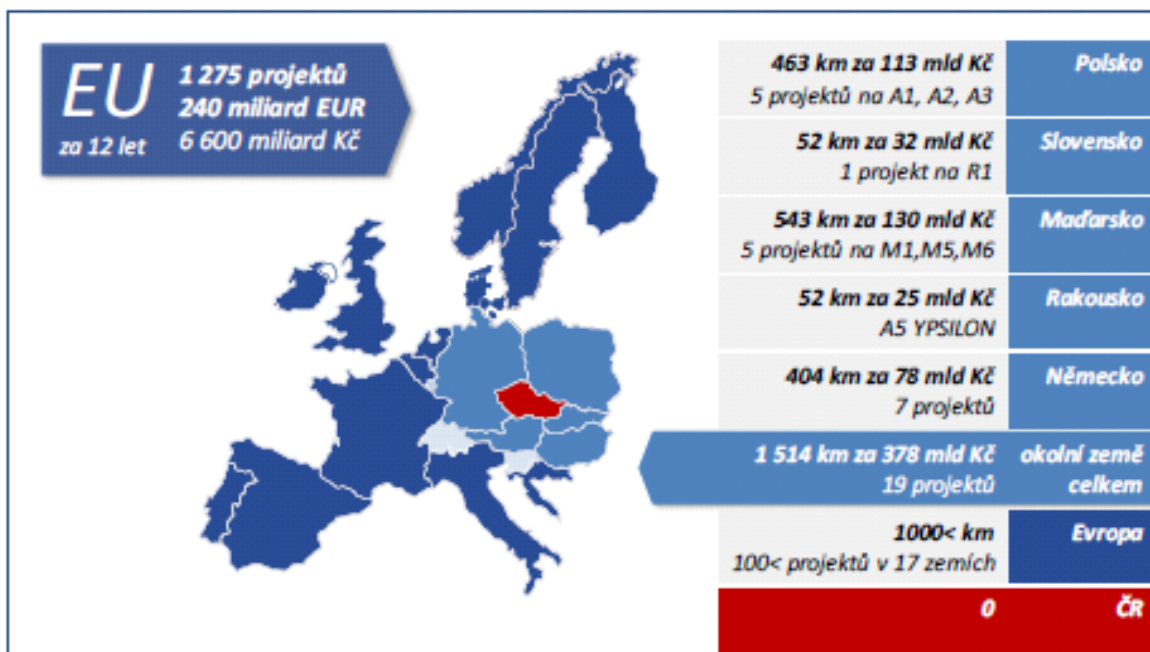 EU
za 12 let
1 275 projektů
240 miliard EUR
6 600 miliard Kč
463 km za 113 mld Kč
5 projektů na A1, A2, A3
Polsko
52 km za 32 mld Kč
1 projekt na R1
Slovensko
543 km za 130 mld Kč
5 projektů na M1,M5,M6
Maďarsko
52 km za 25 mld Kč
A5 YPSILON
Rakousko
404 km za 78 mld Kč
7 projektů
Německo
1 514 km za 378 mld Kč
19 projektů
okolní země
celkem
1000< km
100< projektů v 17 zemích
Evropa
0
ČR